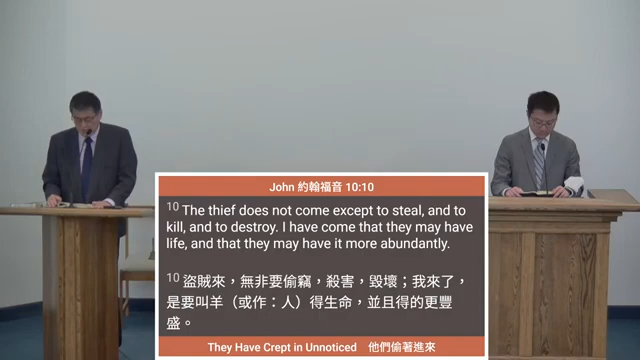 John 約翰福音 10:10
10 The thief does not come except to steal, and to
kill, and to destroy. I have come that they may have
life, and that they may have it more abundantly.
10 盜賊來，無非要偷竊，殺害，毀壞；我來了，
是要叫羊（或作：人）得生命，並且得的更豐
盛。
They Have Crept in Unnoticed 他們偷著進來